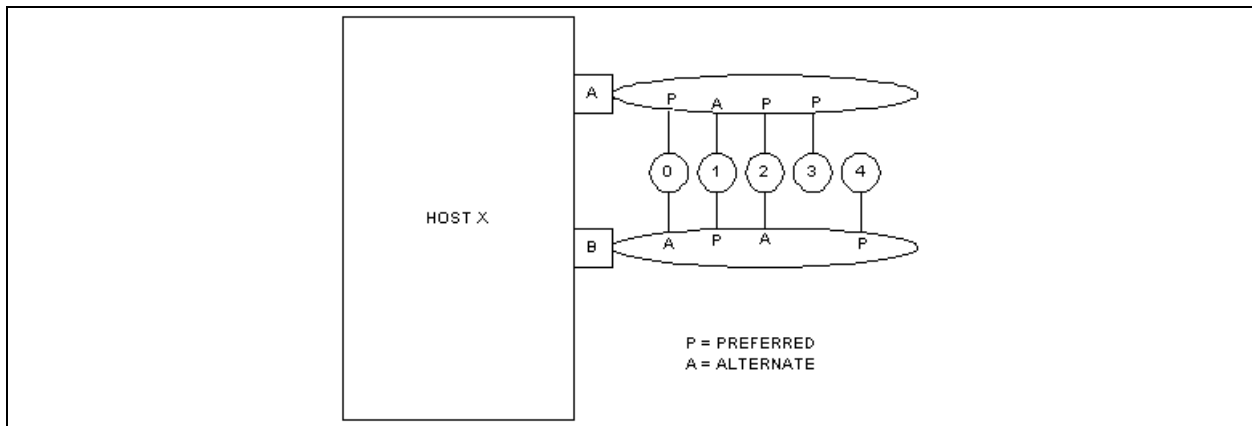 A
P A P P
0 1 2 3 4
HOST X
B
A P A P
P = PREFERRED
A = ALTERNATE